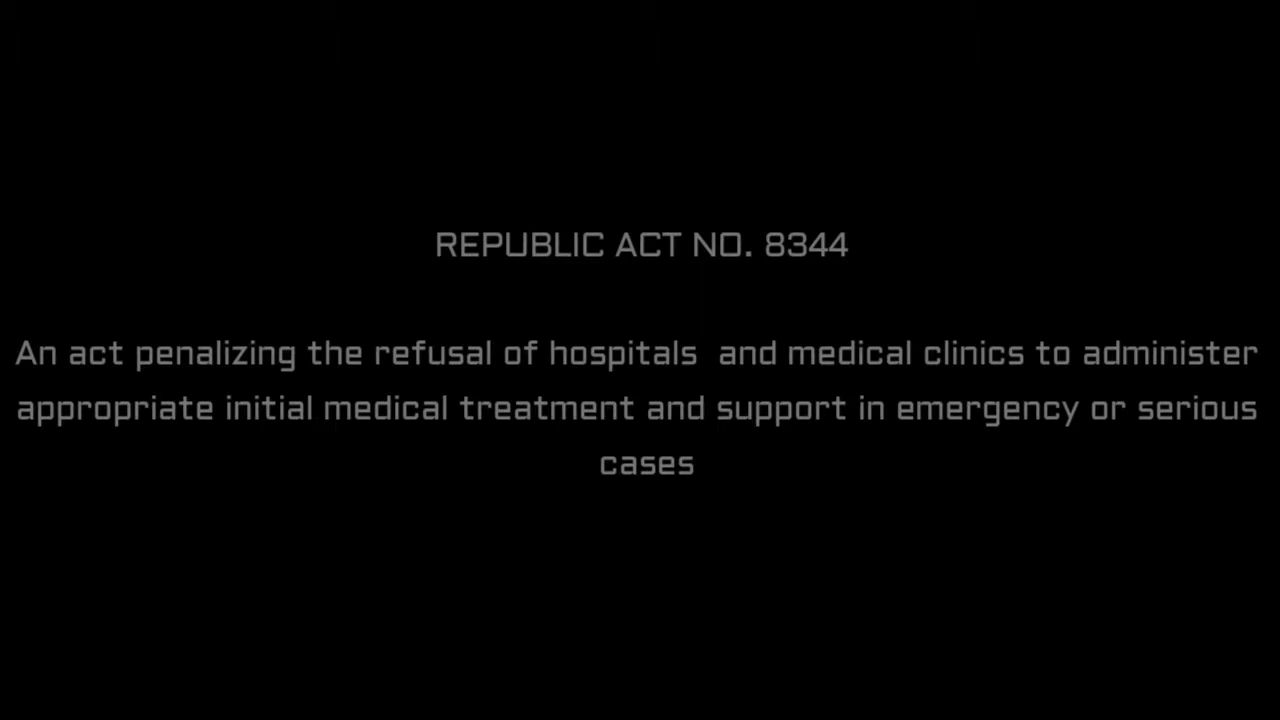 REPUBLIC ACT NO. 8344
An act penalizing the refusal of hospitals  and medical clinics to administer
appropriate initial medical treatment and support in emergency or serious
cases